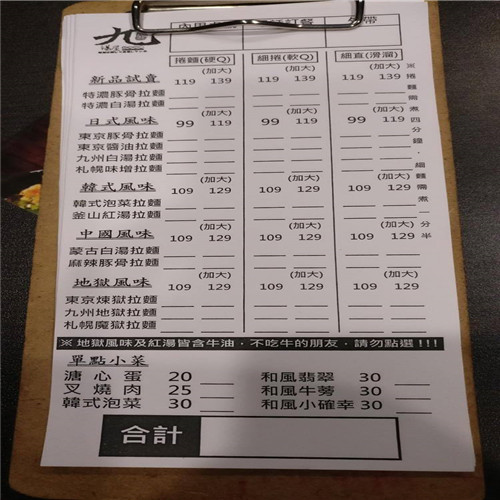 九
捲麵(硬Q) 細捲(軟Q) 細直(滑溜)
新品試賣 119 (加大)139 119 (加大)139 119 (加大)139
特濃豚骨拉麵
特濃白湯拉麵
日式風味 99 (加大)119 99 (加大)119 99 (加大)119
東京豚骨拉麵
東京醬油拉麵
九州白湯拉麵
札幌味增拉麵
韓式風味 109 (加大)129 109 (加大)129 109 (加大)129
韓式泡菜拉麵
釜山紅湯拉麵
中國風味 109 (加大)129 109 (加大)129 109 (加大)129
蒙古白湯拉麵
麻辣豚骨拉麵
地獄風味 109 (加大)129 109 (加大)129 109 (加大)129
東京煉獄拉麵
九州地獄拉麵
札幌魔獄拉麵
※捲麵需煮四分鐘，細麵需煮一分半
※ 地獄風味及紅湯皆含牛油，不吃牛的朋友，請勿點選!!!
單點小菜
溏心蛋 20 和風翡翠 30
叉燒肉 25 和風牛蒡 30
韓式泡菜 30 和風小確幸 30
合計